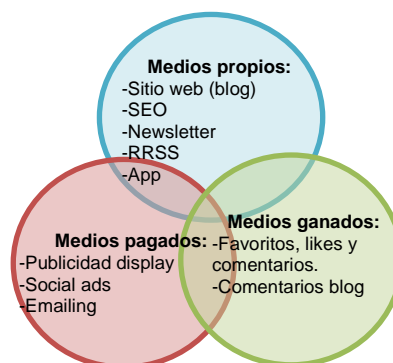 Medios propios:
-Sitio web (blog)
-SEO
-Newsletter
-RRSS
-App
Medios pagados:
-Publicidad display
-Social ads
-Emailing
Medios ganados:
-Favoritos, likes y
comentarios.
-Comentarios blog